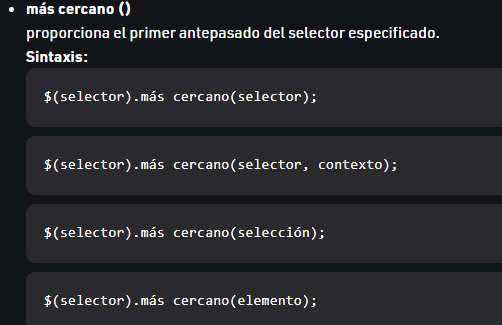 más cercano ()
proporciona el primer antepasado del selector especificado.
Sintaxis:
$(selector).más cercano(selector);
$(selector).más cercano(selector, contexto);
$(selector).más cercano(selección);
$(selector).más cercano(elemento);